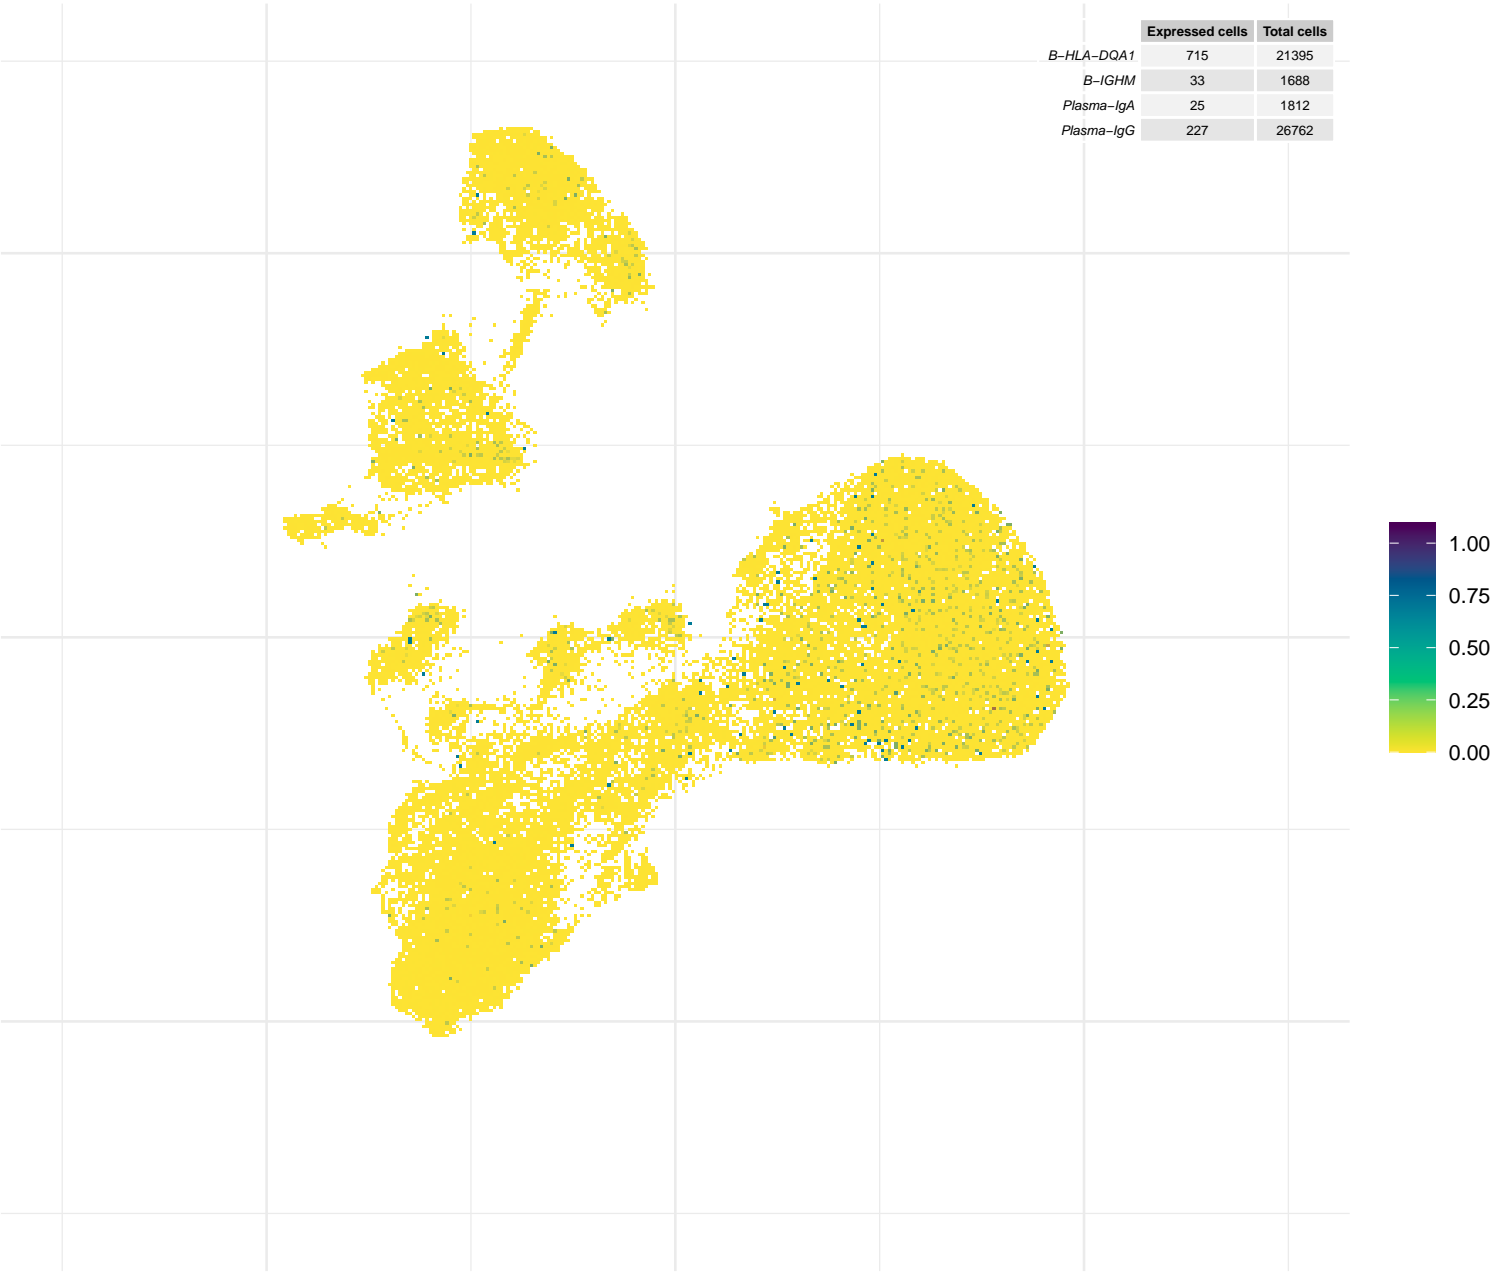 Expressed cells Total cells
B−HLA−DQA1 715 21395
B−IGHM 33 1688
Plasma−IgA 25 1812
Plasma−IgG 227 26762
1.00
0.75
0.50
0.25
0.00